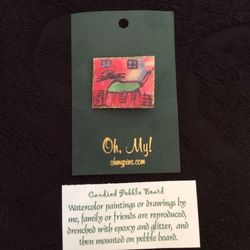 Oh, My!
ohmypins.com
Candied Pebble Board
Watercolor paintings or drawings by
me, family or friends are reproduced,
drenched with epoxy and glitter, and
then mounted on pebble board.